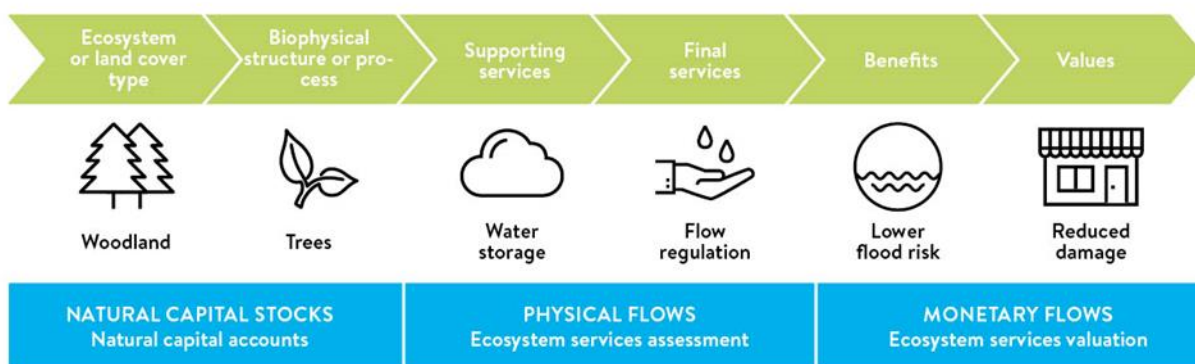 Ecosystem
or land cover
type
Biophysical
structure or pro-
cess
Supporting
services
Final
services
Benefits
Values
Woodland
Trees
Water
storage
Flow
regulation
Lower
flood risk
Reduced
damage
NATURAL CAPITAL STOCKS
Natural capital accounts
PHYSICAL FLOWS
Ecosystem services assessment
MONETARY FLOWS
Ecosystem services valuation